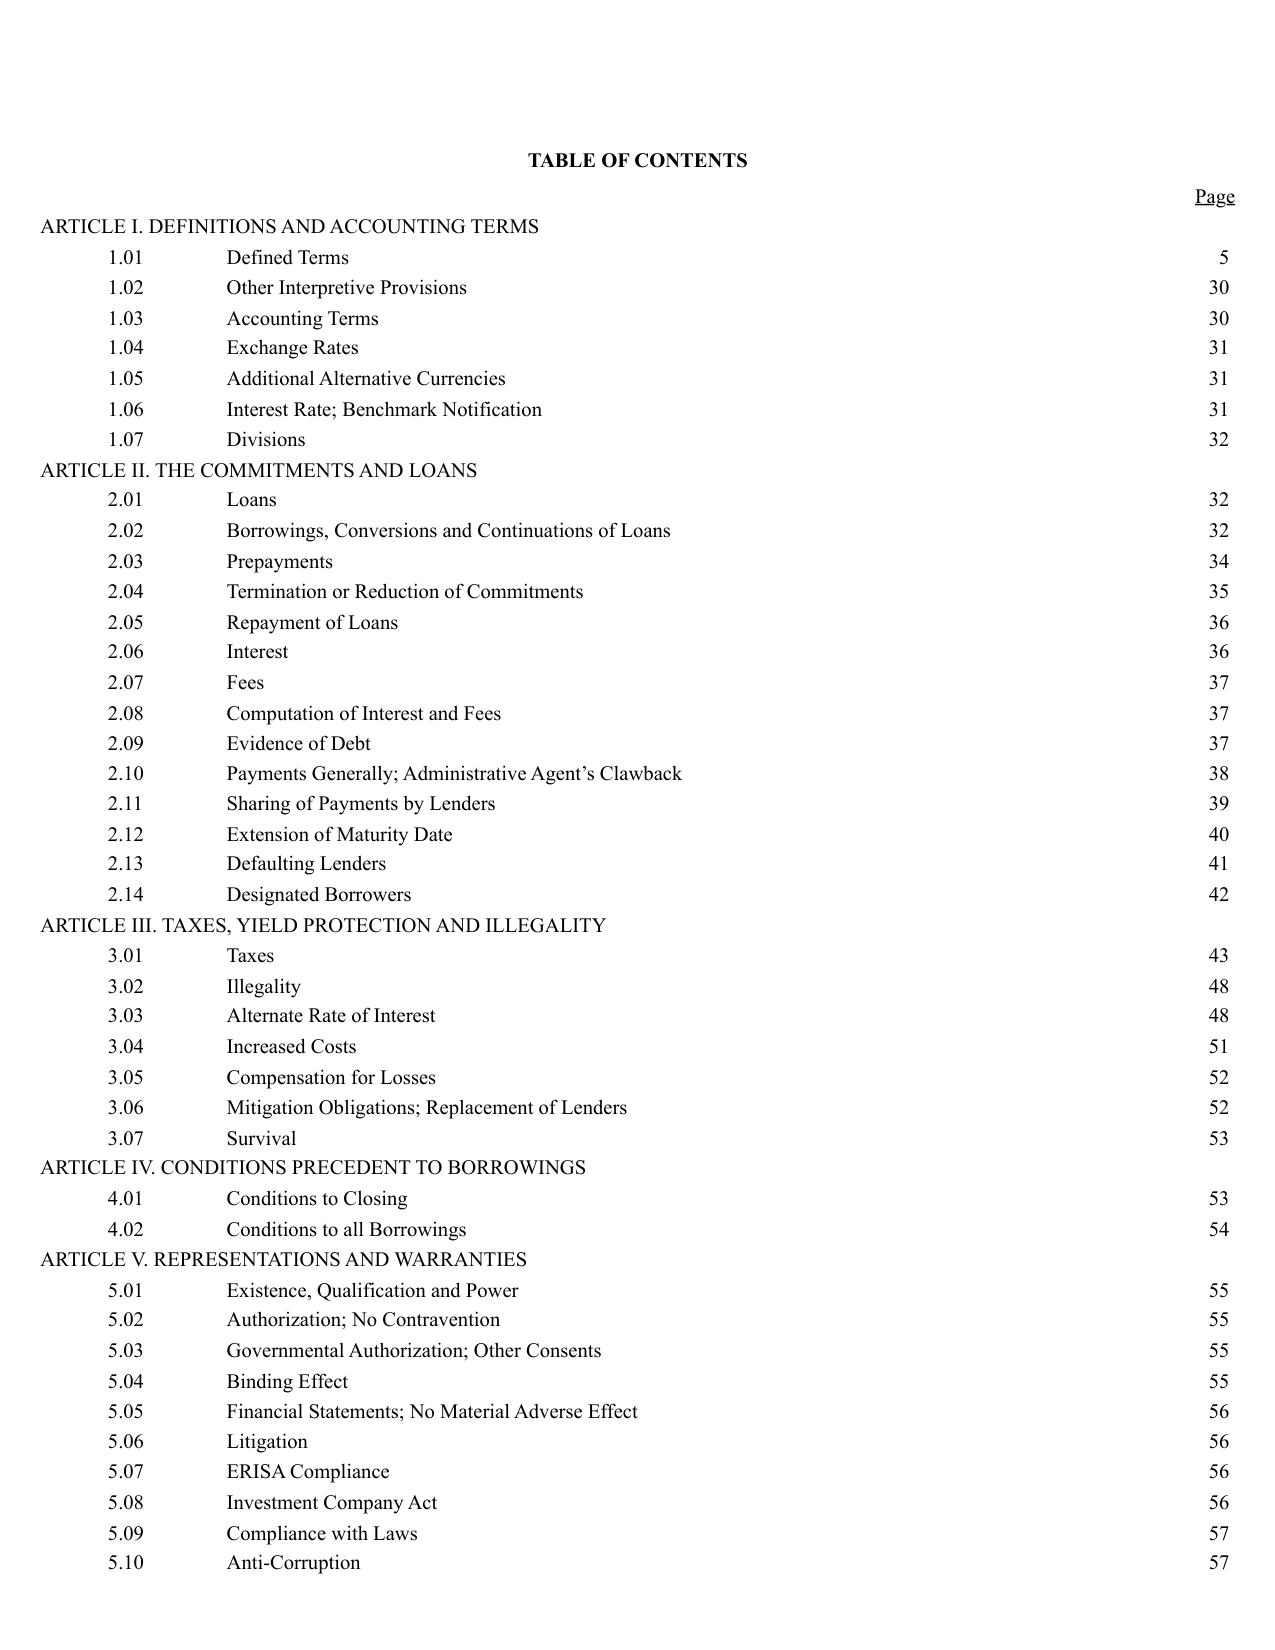 TABLE OF CONTENTS
Page
ARTICLE I. DEFINITIONS AND ACCOUNTING TERMS
1.01 Defined Terms 5
1.02 Other Interpretive Provisions 30
1.03 Accounting Terms 30
1.04 Exchange Rates 31
1.05 Additional Alternative Currencies 31
1.06 Interest Rate; Benchmark Notification 31
1.07 Divisions 32
ARTICLE II. THE COMMITMENTS AND LOANS
2.01 Loans 32
2.02 Borrowings, Conversions and Continuations of Loans 32
2.03 Prepayments 34
2.04 Termination or Reduction of Commitments 35
2.05 Repayment of Loans 36
2.06 Interest 36
2.07 Fees 37
2.08 Computation of Interest and Fees 37
2.09 Evidence of Debt 37
2.10 Payments Generally; Administrative Agent’s Clawback 38
2.11 Sharing of Payments by Lenders 39
2.12 Extension of Maturity Date 40
2.13 Defaulting Lenders 41
2.14 Designated Borrowers 42
ARTICLE III. TAXES, YIELD PROTECTION AND ILLEGALITY
3.01 Taxes 43
3.02 Illegality 48
3.03 Alternate Rate of Interest 48
3.04 Increased Costs 51
3.05 Compensation for Losses 52
3.06 Mitigation Obligations; Replacement of Lenders 52
3.07 Survival 53
ARTICLE IV. CONDITIONS PRECEDENT TO BORROWINGS
4.01 Conditions to Closing 53
4.02 Conditions to all Borrowings 54
ARTICLE V. REPRESENTATIONS AND WARRANTIES
5.01 Existence, Qualification and Power 55
5.02 Authorization; No Contravention 55
5.03 Governmental Authorization; Other Consents 55
5.04 Binding Effect 55
5.05 Financial Statements; No Material Adverse Effect 56
5.06 Litigation 56
5.07 ERISA Compliance 56
5.08 Investment Company Act 56
5.09 Compliance with Laws 57
5.10 Anti-Corruption 57